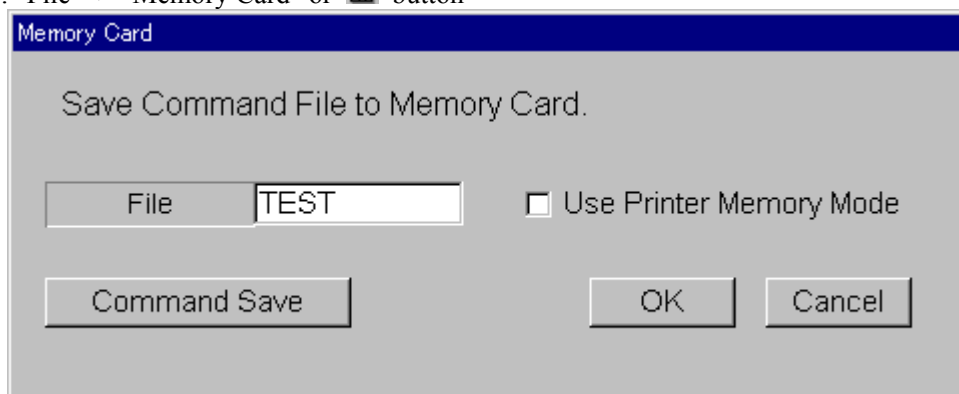 Memory Card
Save Command File to Memory Card.
File TEST Use Printer Memory Mode
Command Save OK Cancel